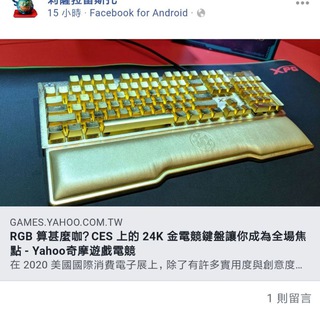 15 小時 · Facebook for Android ·
XPG
GAMES.YAHOO.COM.TW
RGB 算甚麼咖? CES 上的 24K 金電競鍵盤讓你成為全場焦
點 - Yahoo奇摩遊戲電競
在 2020 美國國際消費電子展上，除了有許多實用度與創意度...
1 則留言